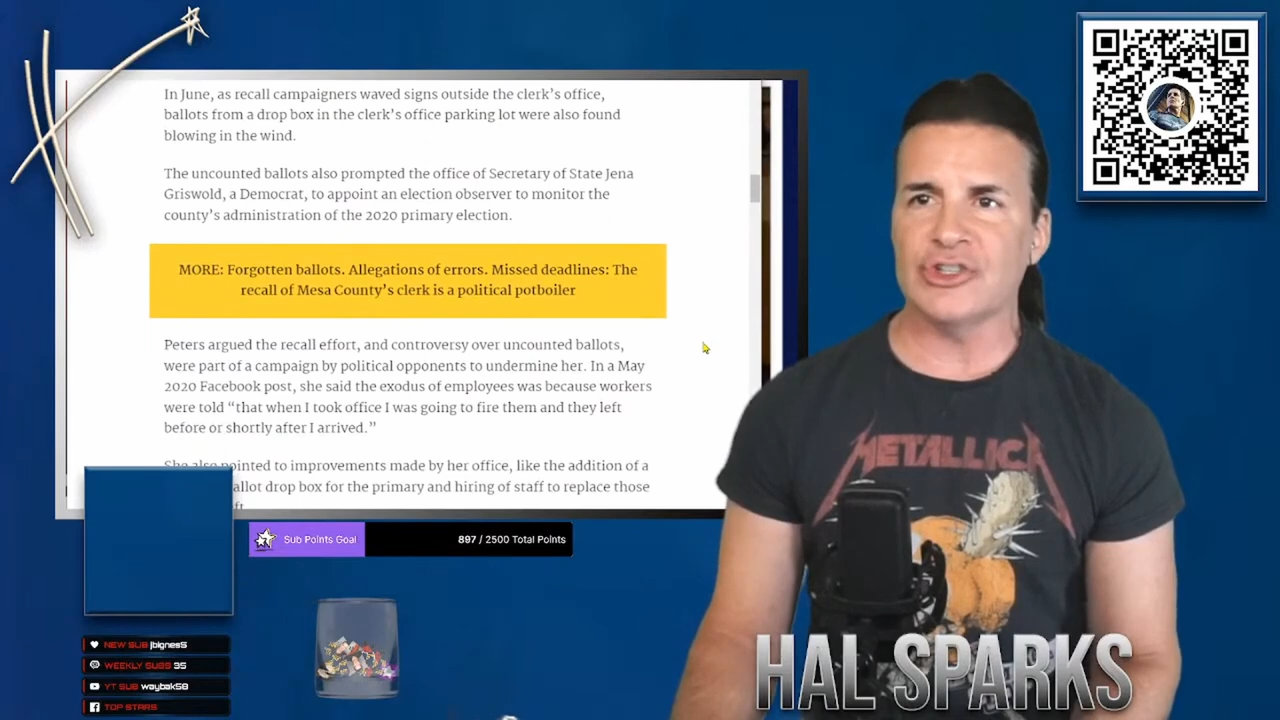 In June, as recall campaigners waved signs outside the clerk’s office,
ballots from a drop box in the clerk’s office parking lot were also found
blowing in the wind.
The uncounted ballots also prompted the office of Secretary of State Jena
Griswold, a Democrat, to appoint an election observer to monitor the
county’s administration of the 2020 primary election.
MORE: Forgotten ballots. Allegations of errors. Missed deadlines: The
recall of Mesa County’s clerk is a political potboiler
Peters argued the recall effort, and controversy over uncounted ballots,
were part of a campaign by political opponents to undermine her. In a May
2020 Facebook post, she said the exodus of employees was because workers
were told “that when I took office I was going to fire them and they left
before or shortly after I arrived.”
She also pointed to improvements made by her office, like the addition of a
allot drop box for the primary and hiring of staff to replace those
Sub Points Goal
897 / 2500 Total Points
NEW SUB jbignes5
WEEKLY SUBS 35
YT SUB waybak58
TOP STARS
METALLICA
HAL SPARKS